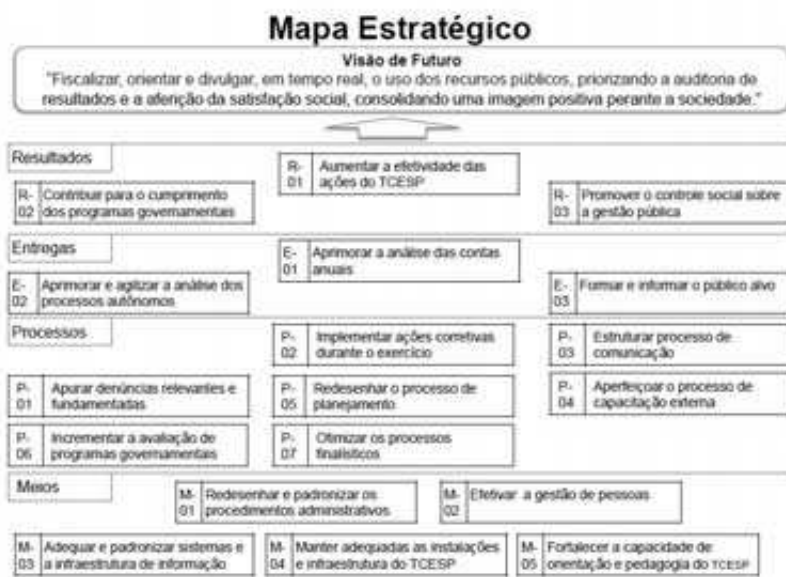 Mapa Estratégico
Visão de Futuro
"Fiscalizar, orientar e divulgar, em tempo real, o uso dos recursos públicos, priorizando a auditoria de
resultados e a aferição da satisfação social, consolidando uma imagem positiva perante a sociedade."
Resultados
R-01 Aumentar a efetividade das
ações do TCESP
R-02 Contribuir para o cumprimento
dos programas governamentais
R-03 Promover o controle social sobre
a gestão pública
Entregas
E-01 Aprimorar a análise das contas
anuais
E-02 Aprimorar e agilizar a análise dos
processos autônomos
E-03 Formar e informar o público alvo
Processos
P-02 Implementar ações corretivas
durante o exercício
P-03 Estruturar processo de
comunicação
P-01 Apurar denúncias relevantes e
fundamentadas
P-05 Redesenhar o processo de
planejamento
P-04 Aperfeiçoar o processo de
capacitação externa
P-06 Incrementar a avaliação de
programas governamentais
P-07 Otimizar os processos
finalísticos
Meios
M-01 Redesenhar e padronizar os
procedimentos administrativos
M-02 Efetivar a gestão de pessoas
M-03 Adequar e padronizar sistemas e
a infraestrutura de informação
M-04 Manter adequadas as instalações
e infraestrutura do TCESP
M-05 Fortalecer a capacidade de
orientação e pedagogia do TCESP